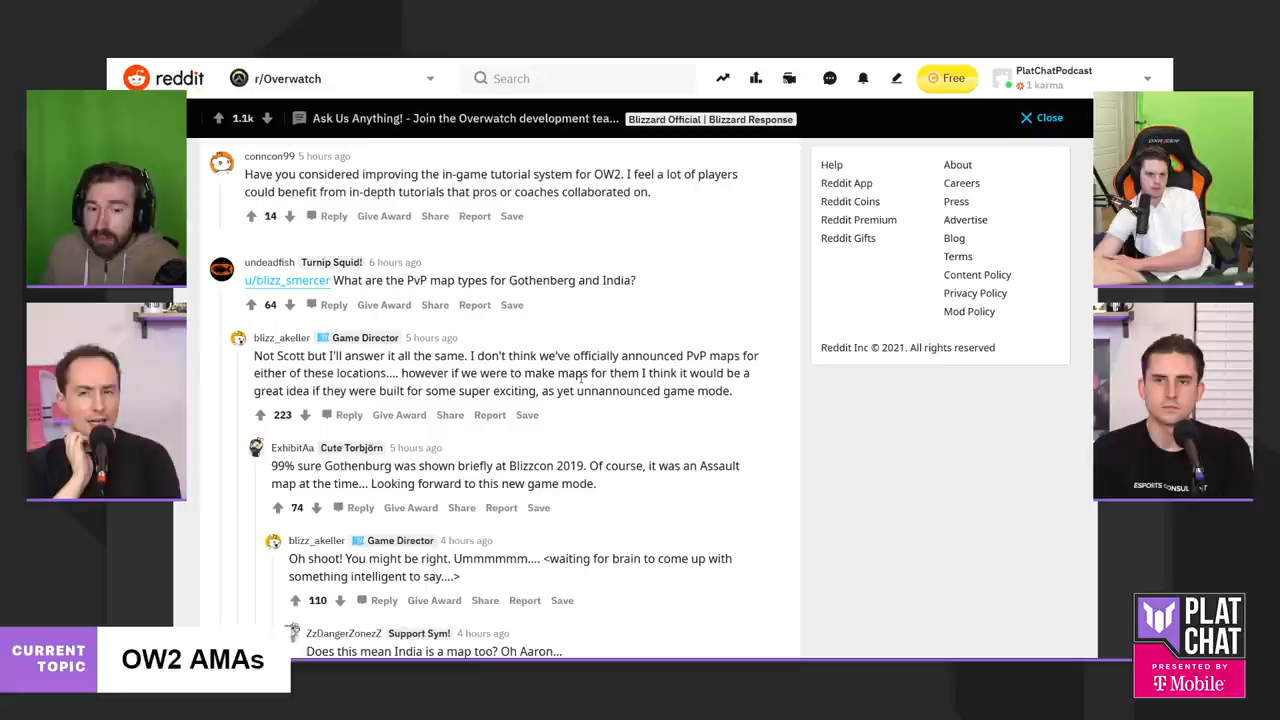 reddit
r/Overwatch
Search
Free
PlatChatPodcast
1 karma
1.1k
Ask Us Anything! - Join the Overwatch development tea...
Blizzard Official | Blizzard Response
Close
conncon99 5 hours ago
Have you considered improving the in-game tutorial system for OW2. I feel a lot of players
could benefit from in-depth tutorials that pros or coaches collaborated on.
14 Reply Give Award Share Report Save
undeadfish Turnip Squid! 6 hours ago
u/blizz_smercer What are the PvP map types for Gothenberg and India?
64 Reply Give Award Share Report Save
blizz_akeller Game Director 5 hours ago
Not Scott but I'll answer it all the same. I don't think we've officially announced PvP maps for
either of these locations.... however if we were to make maps for them I think it would be a
great idea if they were built for some super exciting, as yet unnannounced game mode.
223 Reply Give Award Share Report Save
ExhibitAa Cute Torbjörn 5 hours ago
99% sure Gothenburg was shown briefly at Blizzcon 2019. Of course, it was an Assault
map at the time... Looking forward to this new game mode.
74 Reply Give Award Share Report Save
blizz_akeller Game Director 4 hours ago
Oh shoot! You might be right. Ummmmmm.... <waiting for brain to come up with
something intelligent to say....>
110 Reply Give Award Share Report Save
ZzDangerZonezZ Support Sym! 4 hours ago
Does this mean India is a map too? Oh Aaron...
Help About
Reddit App Careers
Reddit Coins Press
Reddit Premium Advertise
Reddit Gifts Blog
Terms
Content Policy
Privacy Policy
Mod Policy
Reddit Inc © 2021. All rights reserved
ESPORTS
CURRENT
TOPIC
OW2 AMAs
PLAT
CHAT
PRESENTED BY
T Mobile